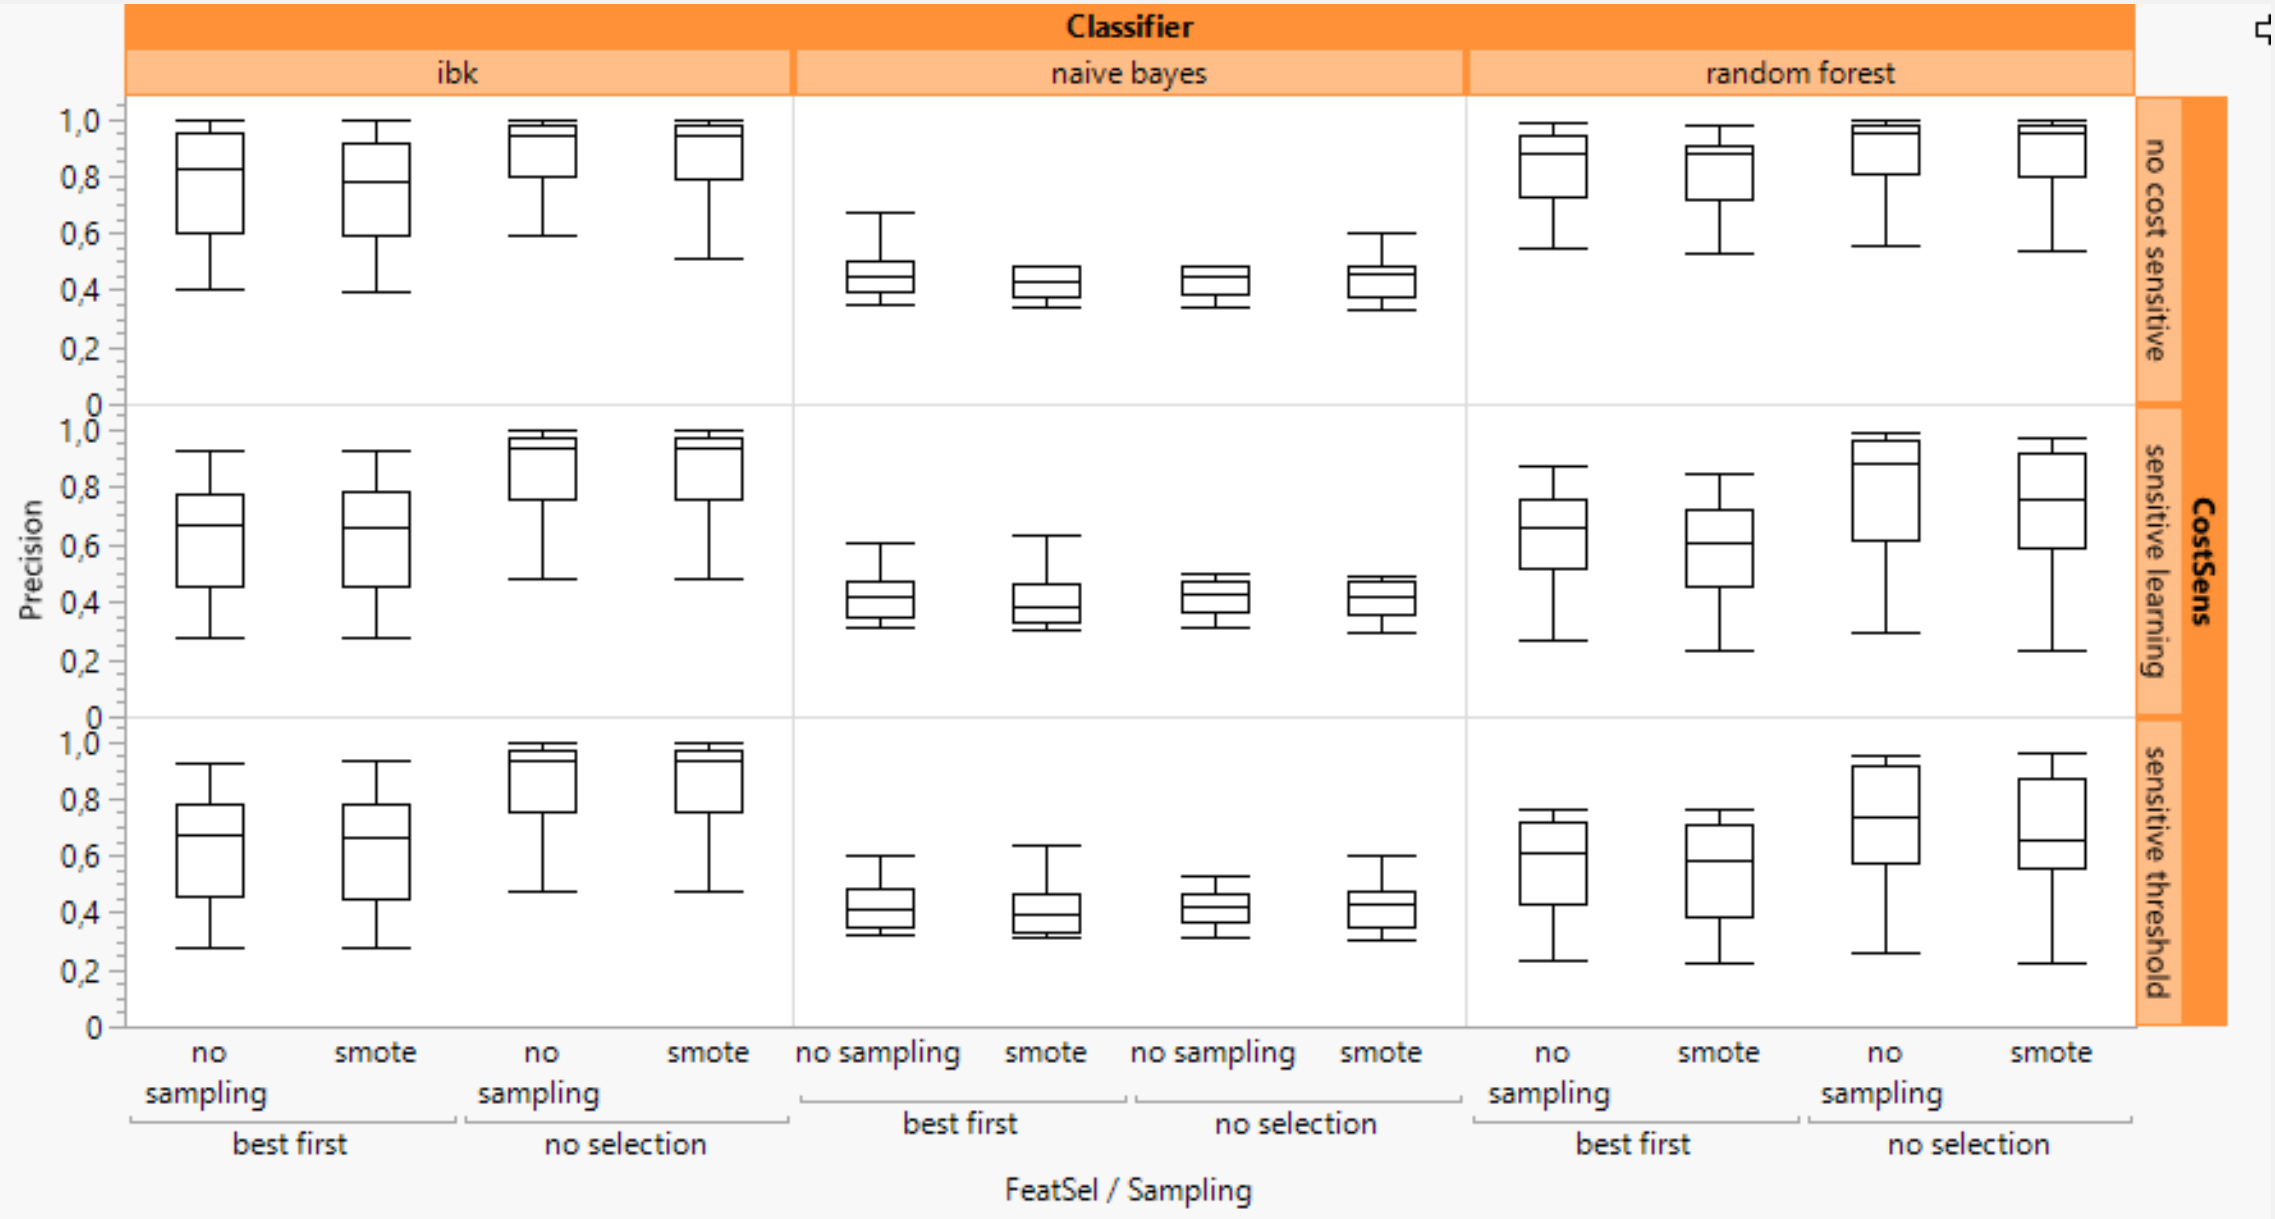 Classifier
ibk naive bayes random forest
1,0
0,8
0,6
0,4
0,2
0
no cost sensitive
1,0
0,8
0,6
0,4
0,2
0
sensitive learning
1,0
0,8
0,6
0,4
0,2
0
sensitive threshold
Precision
CostSens
no sampling smote no sampling smote no sampling smote no sampling smote no sampling smote no sampling smote
best first no selection best first no selection best first no selection
FeatSel / Sampling